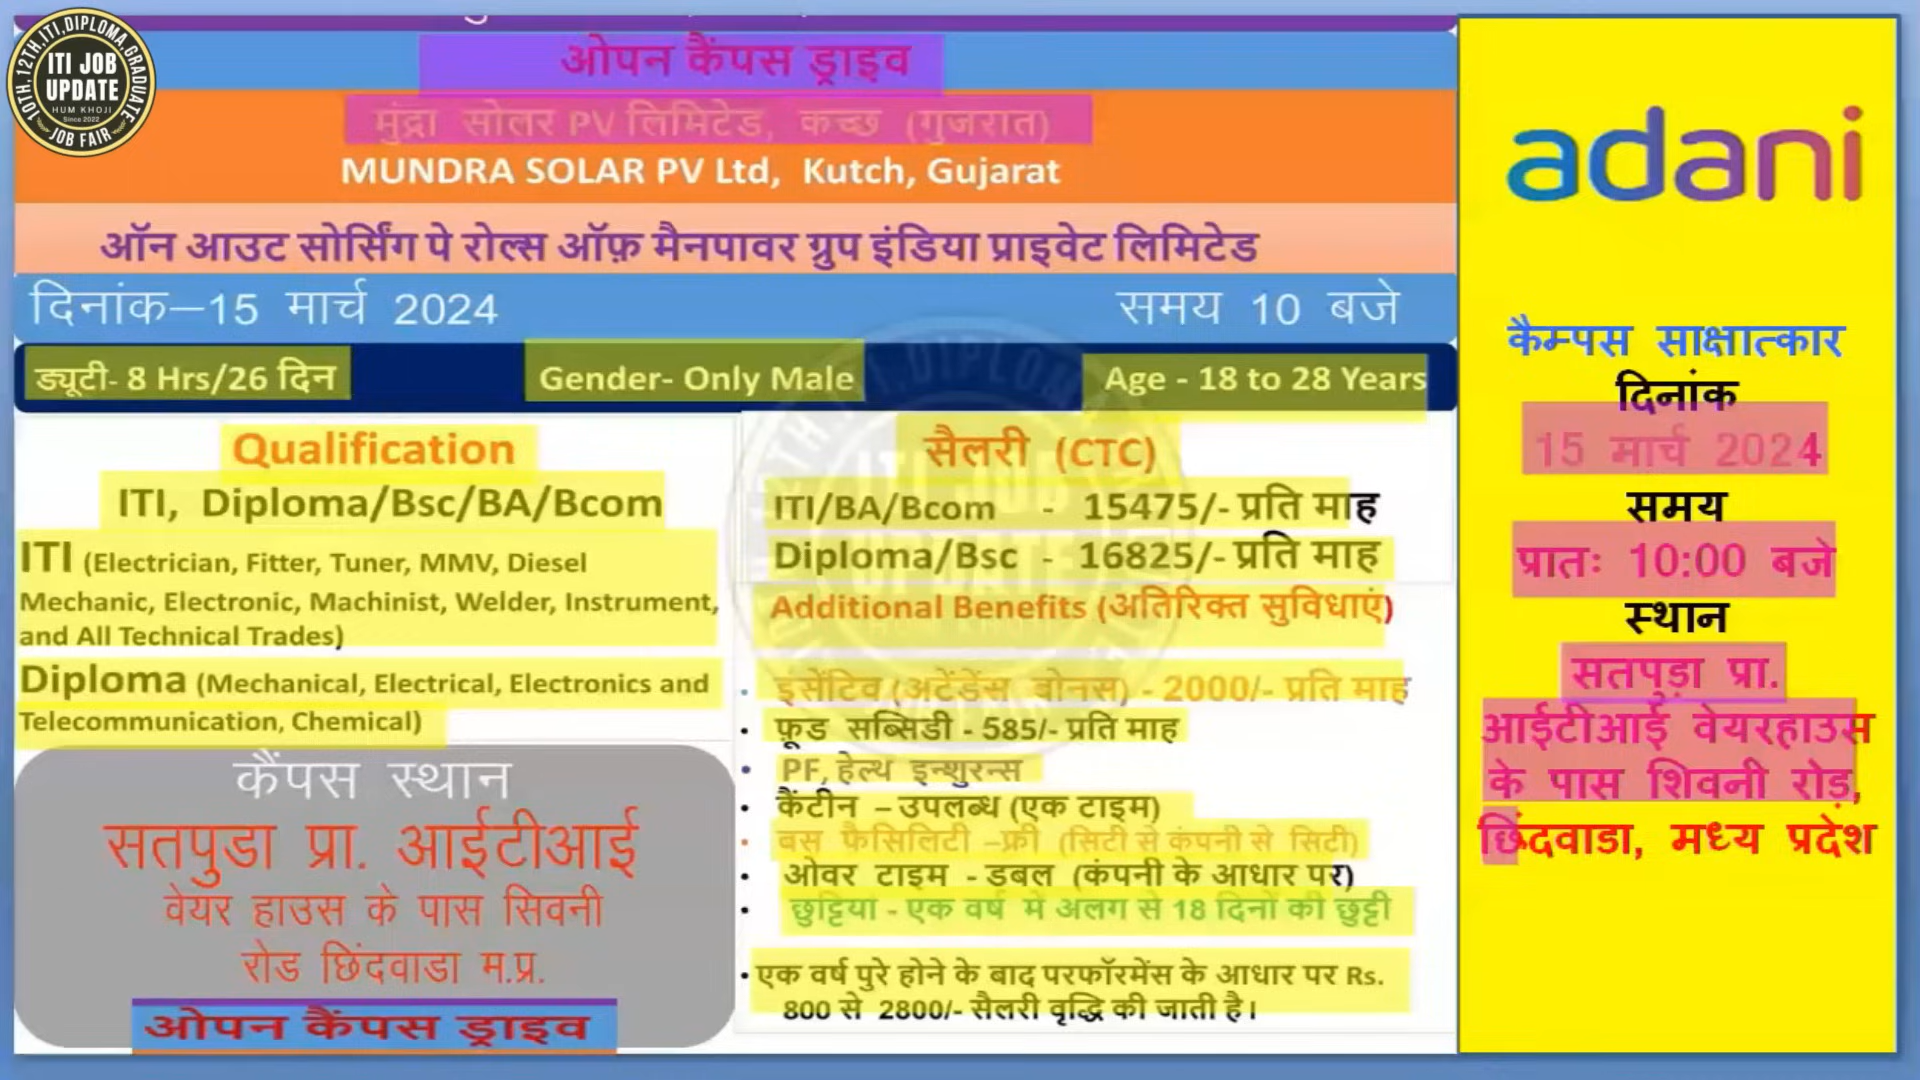 10TH,12TH,ITI,DIPLOMA,GRADUATE
ITI JOB
UPDATE
HUM KHOJI
Since 2022
JOB FAIR
ओपन कैंपस ड्राइव
मुंद्रा सोलर PV लिमिटेड, कच्छ (गुजरात)
MUNDRA SOLAR PV Ltd, Kutch, Gujarat
ऑन आउट सोर्सिंग पे रोल्स ऑफ़ मैनपावर ग्रुप इंडिया प्राइवेट लिमिटेड
दिनांक–15 मार्च 2024 समय 10 बजे
ड्यूटी- 8 Hrs/26 दिन Gender- Only Male Age - 18 to 28 Years
Qualification
ITI, Diploma/Bsc/BA/Bcom
ITI (Electrician, Fitter, Tuner, MMV, Diesel
Mechanic, Electronic, Machinist, Welder, Instrument,
and All Technical Trades)
Diploma (Mechanical, Electrical, Electronics and
Telecommunication, Chemical)
कैंपस स्थान
सतपुडा प्रा. आईटीआई
वेयर हाउस के पास सिवनी
रोड छिंदवाडा म.प्र.
ओपन कैंपस ड्राइव
सैलरी (CTC)
ITI/BA/Bcom - 15475/- प्रति माह
Diploma/Bsc - 16825/- प्रति माह
Additional Benefits (अतिरिक्त सुविधाएं)
• इंसेंटिव (अटेंडेंस बोनस) - 2000/- प्रति माह
• फ़ूड सब्सिडी - 585/- प्रति माह
• PF, हेल्थ इन्शुरन्स
• कैंटीन – उपलब्ध (एक टाइम)
• बस फैसिलिटी –फ्री (सिटी से कंपनी से सिटी)
• ओवर टाइम - डबल (कंपनी के आधार पर)
• छुट्टिया - एक वर्ष में अलग से 18 दिनों की छुट्टी
• एक वर्ष पुरे होने के बाद परफॉरमेंस के आधार पर Rs.
800 से 2800/- सैलरी वृद्धि की जाती है।
adani
कैम्पस साक्षात्कार
दिनांक
15 मार्च 2024
समय
प्रातः 10:00 बजे
स्थान
सतपुडा प्रा.
आईटीआई वेयरहाउस
के पास शिवनी रोड़,
छिंदवाडा, मध्य प्रदेश